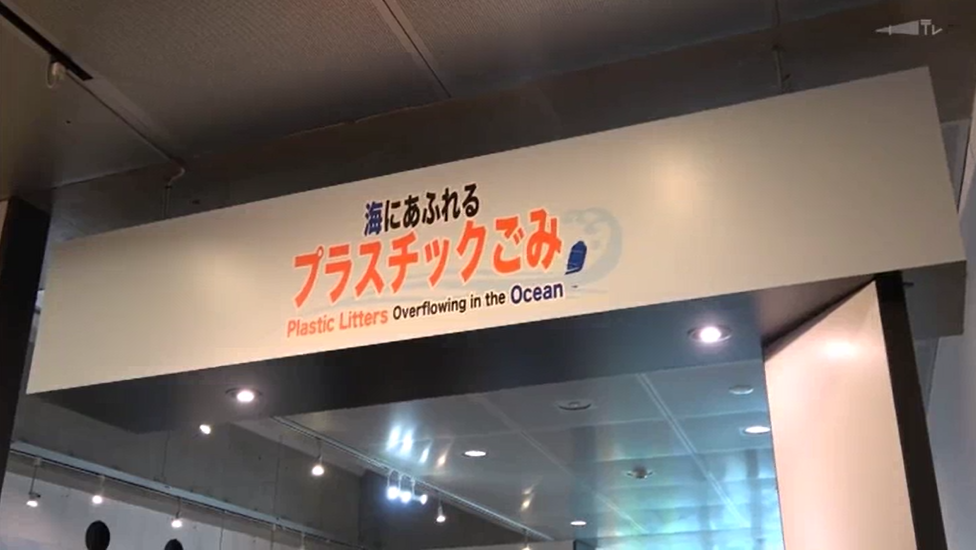 海にあふれる
プラスチックごみ
Plastic Litters Overflowing in the Ocean
TV